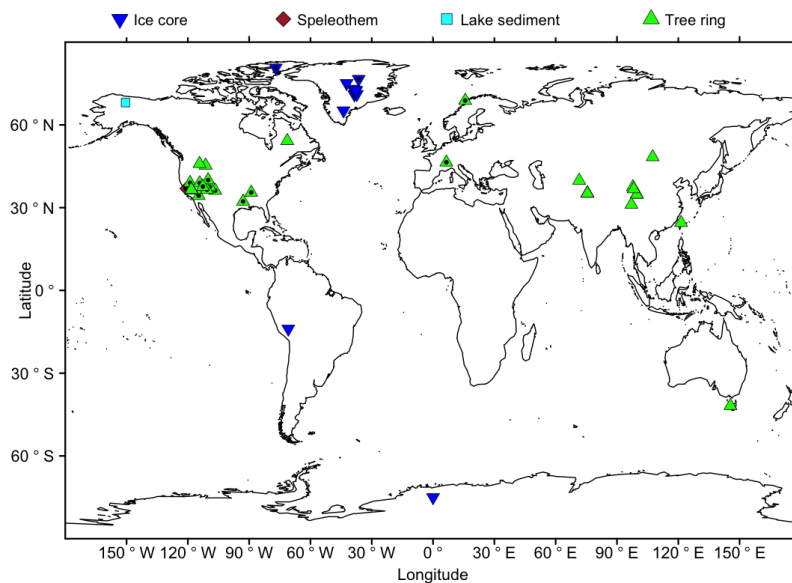 Ice core Speleothem Lake sediment Tree ring
60 ° N
30 ° N
0 °
30 ° S
60 ° S
Latitude
150 ° W 120 ° W 90 ° W 60 ° W 30 ° W 0 ° 30 ° E 60 ° E 90 ° E 120 ° E 150 ° E
Longitude